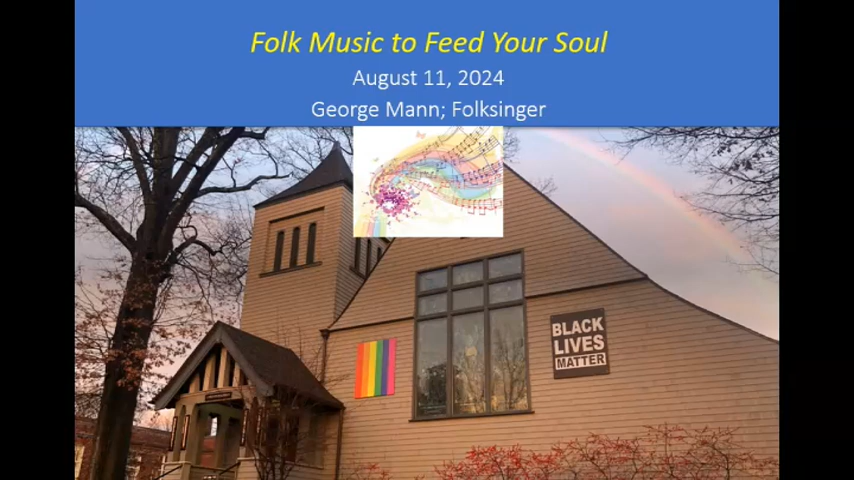 Folk Music to Feed Your Soul
August 11, 2024
George Mann; Folksinger
BLACK
LIVES
MATTER